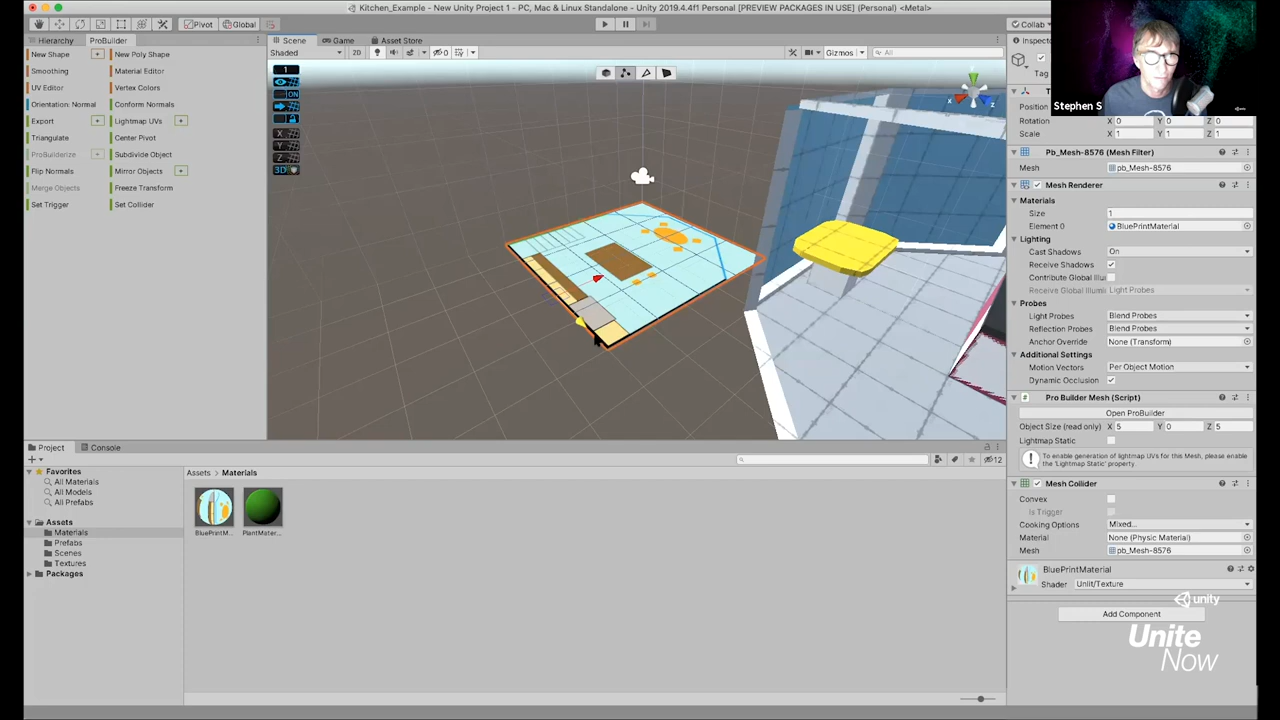 Kitchen_Example - New Unity Project 1 - PC, Mac & Linux Standalone - Unity 2019.4.4f1 Personal [PREVIEW PACKAGES IN USE] (Personal) <Metal>
Pivot Global Collab
Hierarchy ProBuilder Scene Game Asset Store Inspec
Shaded 2D 0 Gizmos All
New Shape + New Poly Shape
Smoothing Material Editor
UV Editor Vertex Colors
Orientation: Normal Conform Normals
Export + Lightmap UVs +
Triangulate Center Pivot
ProBuilderize + Subdivide Object
Flip Normals Mirror Objects +
Merge Objects Freeze Transform
Set Trigger Set Collider
1
ON
X
Y
Z
3D
x
y
z
Stephen S
Tag
T
Position
Rotation X 0 Y 0 Z 0
Scale X 1 Y 1 Z 1
Pb_Mesh-8576 (Mesh Filter)
Mesh pb_Mesh-8576
Mesh Renderer
Materials
Size 1
Element 0 BluePrintMaterial
Lighting
Cast Shadows On
Receive Shadows
Contribute Global Illu
Receive Global Illumin Light Probes
Probes
Light Probes Blend Probes
Reflection Probes Blend Probes
Anchor Override None (Transform)
Additional Settings
Motion Vectors Per Object Motion
Dynamic Occlusion
Pro Builder Mesh (Script)
Open ProBuilder
Object Size (read only) X 5 Y 0 Z 5
Lightmap Static
To enable generation of lightmap UVs for this Mesh, please enable
the 'Lightmap Static' property.
Mesh Collider
Convex
Is Trigger
Cooking Options Mixed...
Material None (Physic Material)
Mesh pb_Mesh-8576
BluePrintMaterial
Shader Unlit/Texture
Add Component
Project Console
+ 12
Favorites
All Materials
All Models
All Prefabs
Assets
Materials
Prefabs
Scenes
Textures
Packages
Assets > Materials
BluePrintM... PlantMater...
unity
Unite
Now